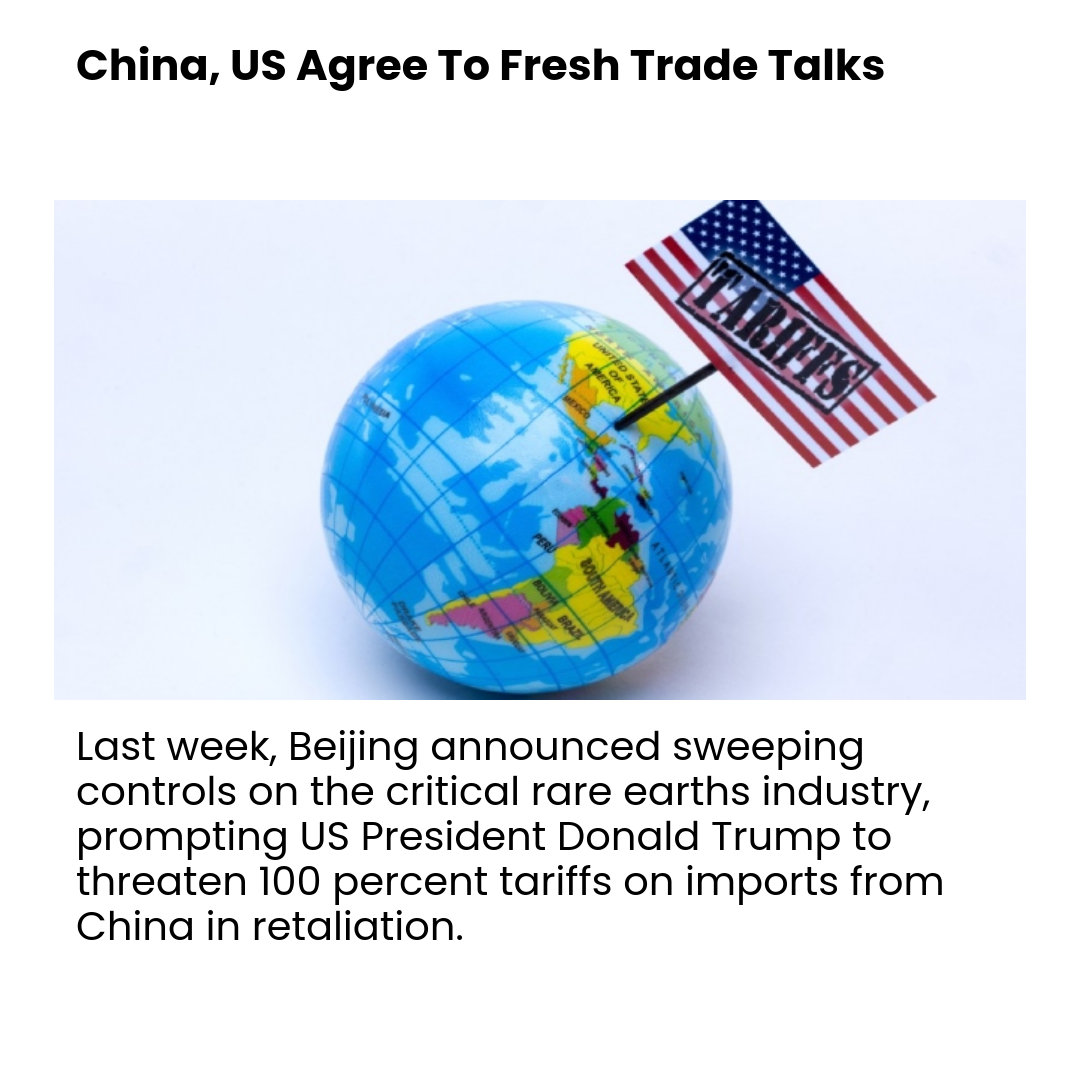 China, US Agree To Fresh Trade Talks
TARIFFS
UNITED STATES
OF
AMERICA
MEXICO
PERU
BOLIVIA
SOUTH AMERICA
BRAZIL
Last week, Beijing announced sweeping
controls on the critical rare earths industry,
prompting US President Donald Trump to
threaten 100 percent tariffs on imports from
China in retaliation.